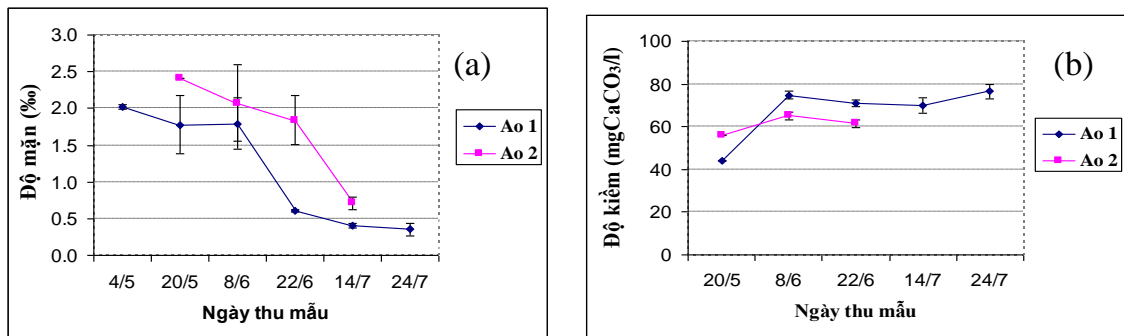 3.0
2.5
2.0
1.5
1.0
0.5
0.0
Độ mặn (‰)
4/5 20/5 8/6 22/6 14/7 24/7
Ngày thu mẫu
(a)
Ao 1
Ao 2
100
80
60
40
20
0
Độ kiềm (mgCaCO3/l)
20/5 8/6 22/6 14/7 24/7
Ngày thu mẫu
(b)
Ao 1
Ao 2